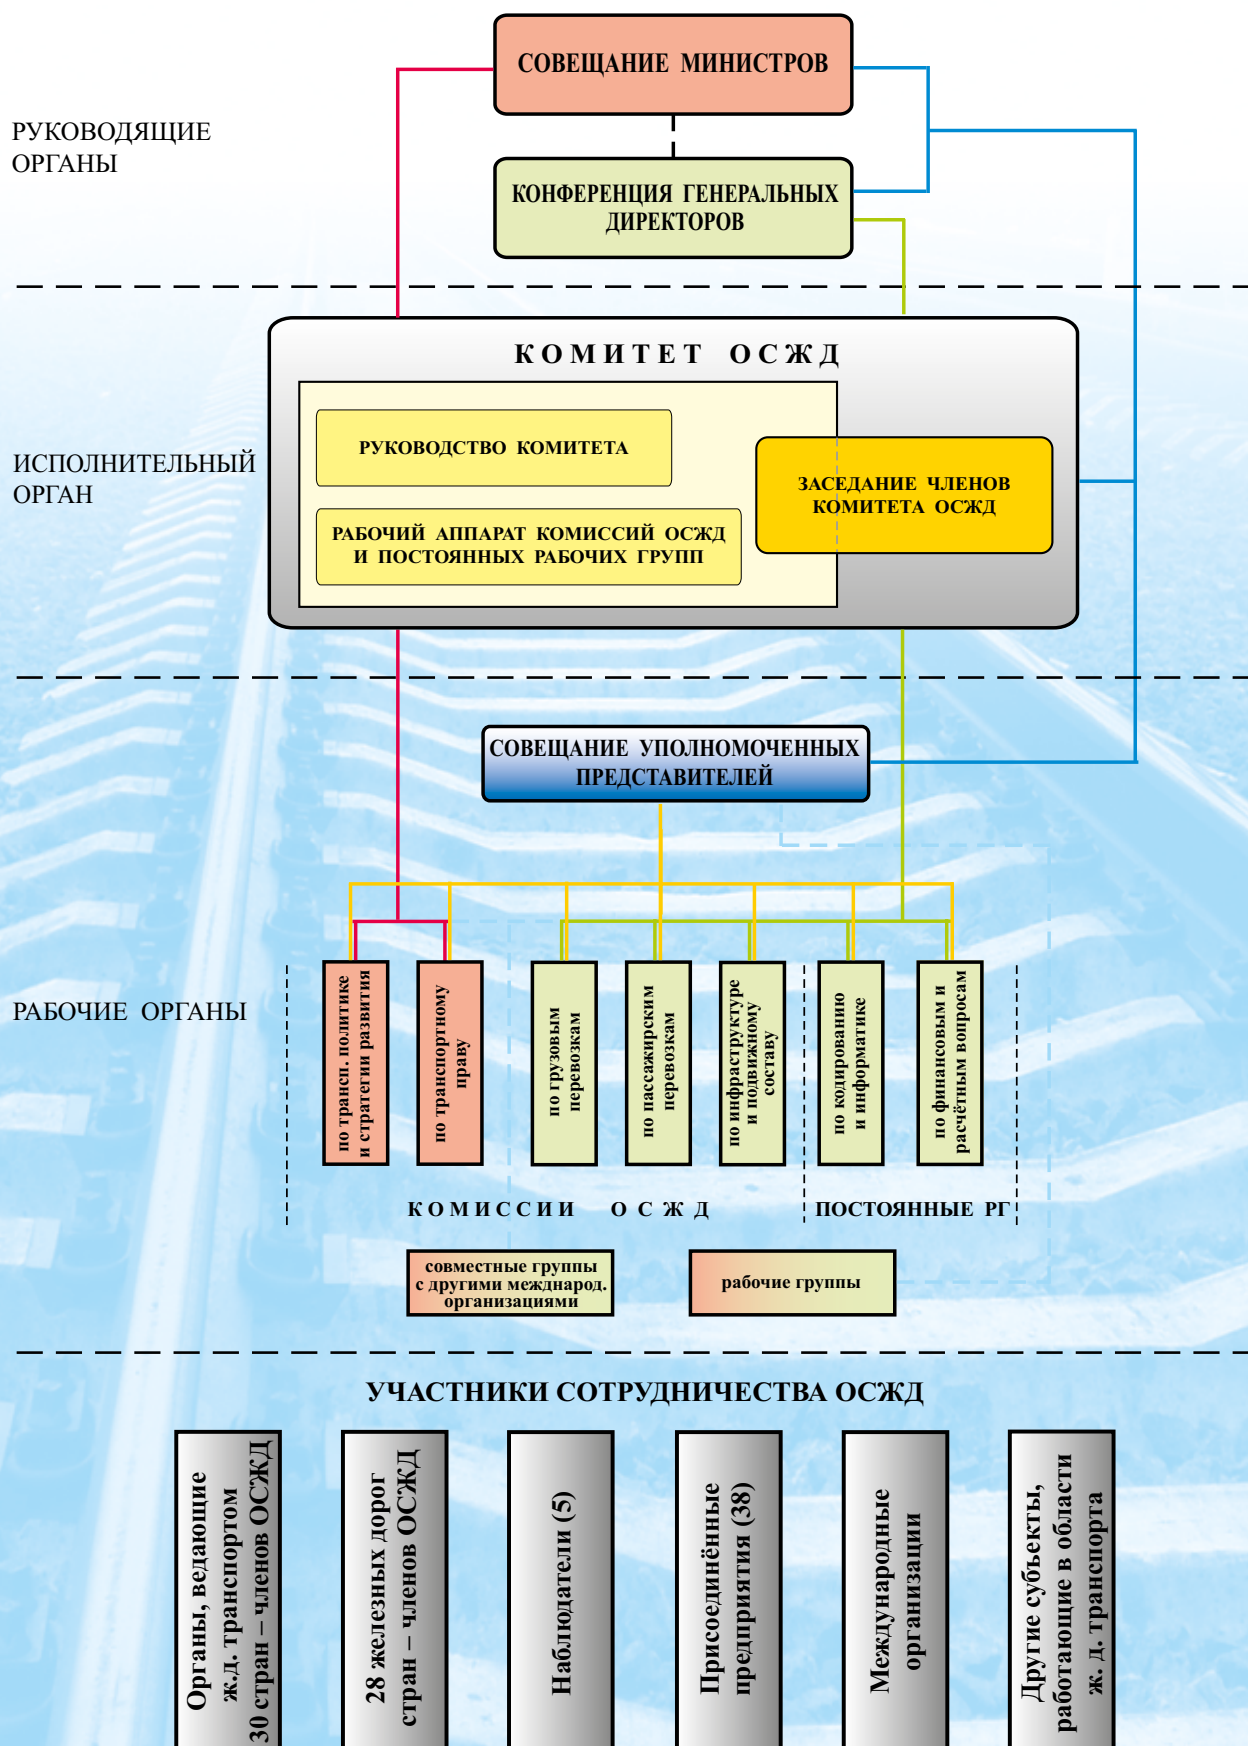 СОВЕЩАНИЕ МИНИСТРОВ
РУКОВОДЯЩИЕ
ОРГАНЫ
КОНФЕРЕНЦИЯ ГЕНЕРАЛЬНЫХ
ДИРЕКТОРОВ
КОМИТЕТ ОСЖД
РУКОВОДСТВО КОМИТЕТА
ИСПОЛНИТЕЛЬНЫЙ
ОРГАН
ЗАСЕДАНИЕ ЧЛЕНОВ
КОМИТЕТА ОСЖД
РАБОЧИЙ АППАРАТ КОМИССИЙ ОСЖД
И ПОСТОЯННЫХ РАБОЧИХ ГРУПП
СОВЕЩАНИЕ УПОЛНОМОЧЕННЫХ
ПРЕДСТАВИТЕЛЕЙ
РАБОЧИЕ ОРГАНЫ
по трансп. политике
и стратегии развития
по транспортному
праву
по грузовым
перевозкам
по пассажирским
перевозкам
по инфраструктуре
и подвижному
составу
по кодированию
и информатике
по финансовым и
расчётным вопросам
КОМИССИИ ОСЖД
ПОСТОЯННЫЕ РГ
совместные группы
с другими междунарoд.
организациями
рабочие группы
УЧАСТНИКИ СОТРУДНИЧЕСТВА ОСЖД
Органы, ведающие
ж.д. транспортом
30 стран – членов ОСЖД
28 железных дорог
стран – членов ОСЖД
Наблюдатели (5)
Присоединённые
предприятия (38)
Международные
организации
Другие субъекты,
работающие в области
ж. д. транспорта